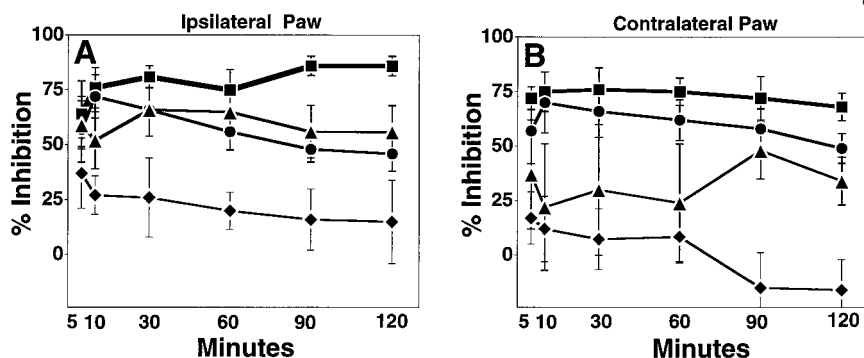 Ipsilateral Paw
A
% Inhibition
100
75
50
25
0
5 10 30 60 90 120
Minutes
Contralateral Paw
B
% Inhibition
100
75
50
25
0
5 10 30 60 90 120
Minutes